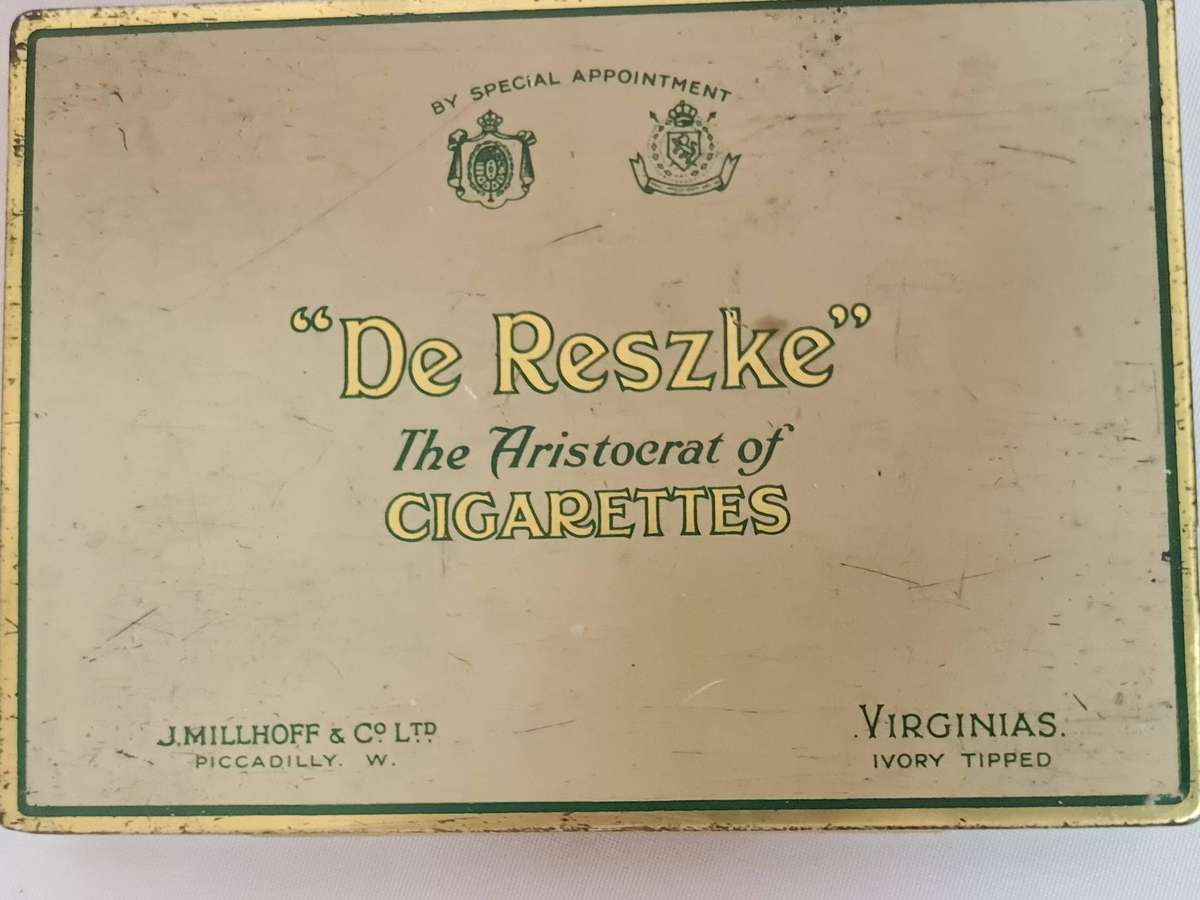 BY SPECIAL APPOINTMENT
“De Reszke”
The Aristocrat of
CIGARETTES
J. MILLHOFF & Cº LTD
PICCADILLY. W.
.VIRGINIAS.
IVORY TIPPED